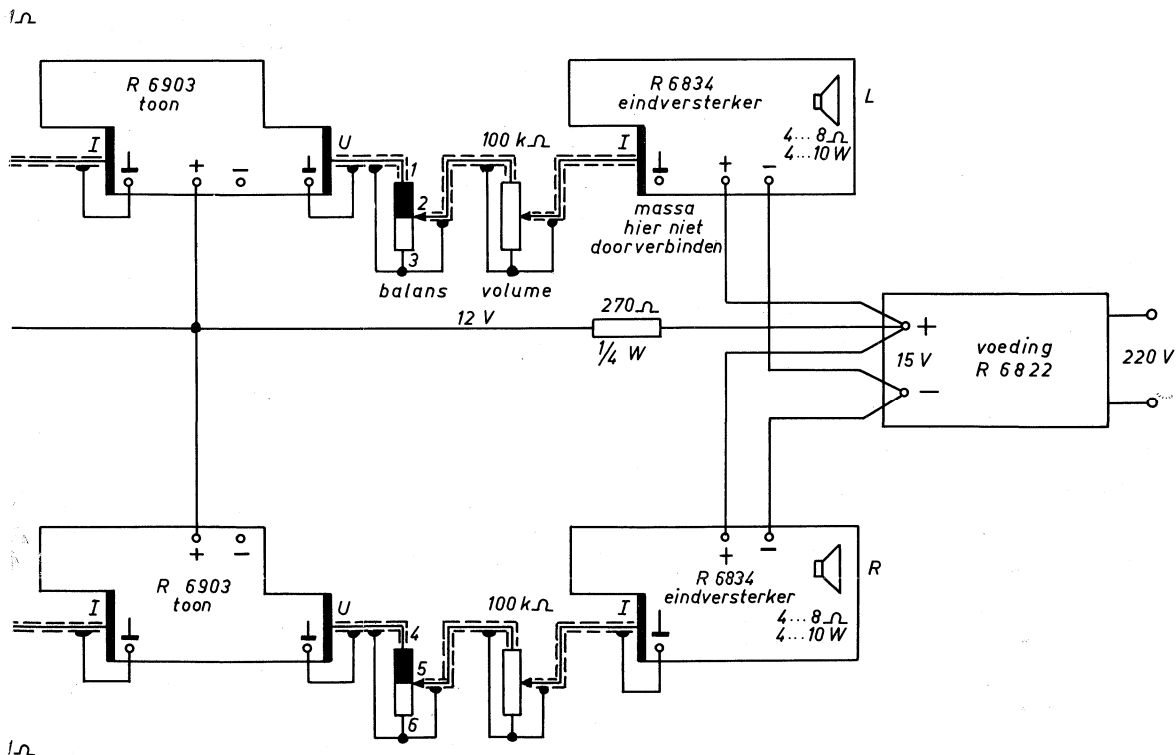 1Ω
R 6903
toon
I
+
−
U
1
2
3
balans
100 kΩ
volume
R 6834
eindversterker
I
4...8Ω
4...10W
L
+
−
massa
hier niet
doorverbinden
12 V
270Ω
1/4 W
15 V
+
−
voeding
R 6822
220 V
+
−
R 6903
toon
I
U
4
5
6
100 kΩ
+
−
R 6834
eindversterker
I
4...8Ω
4...10W
R
1Ω